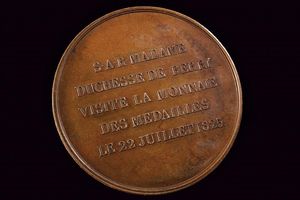 S·A·R·MADAME
DUCHESSE DE BERRY
VISITE LA MONNAIE
DES MEDAILLES
LE 22 JUILLET 1825.